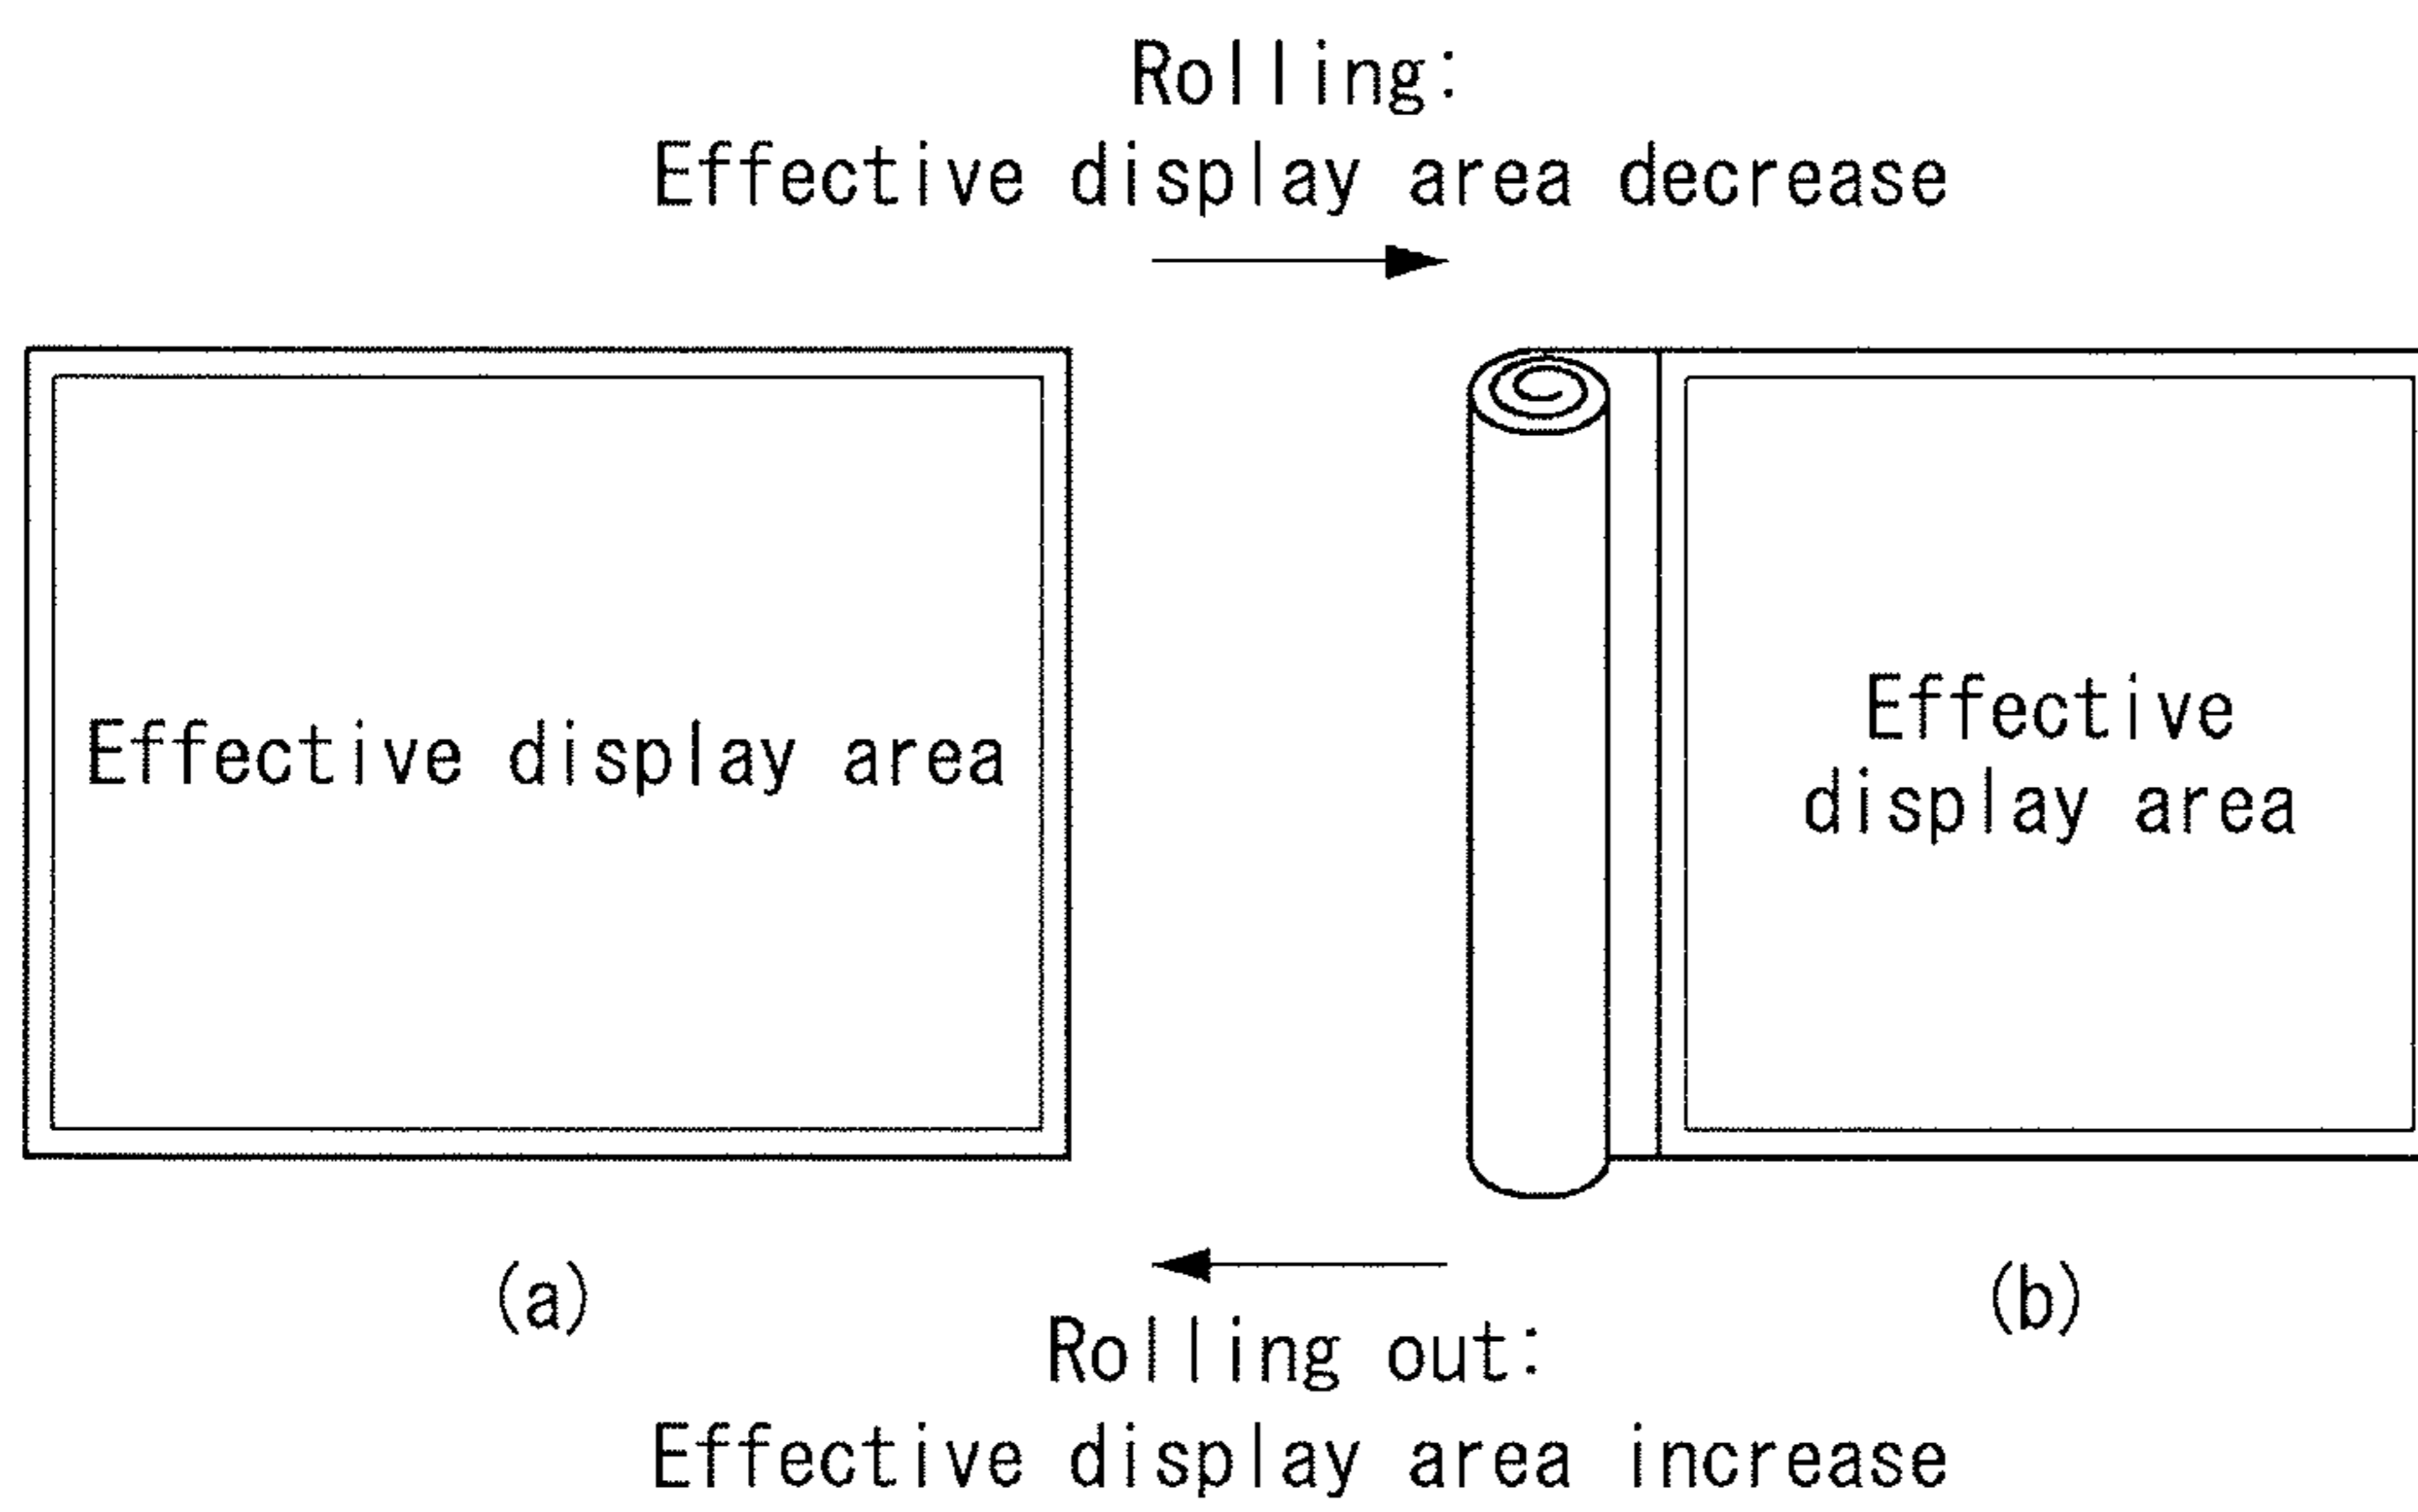 Rolling:
Effective display area decrease
Effective display area
Effective
display area
(a)
(b)
Rolling out:
Effective display area increase